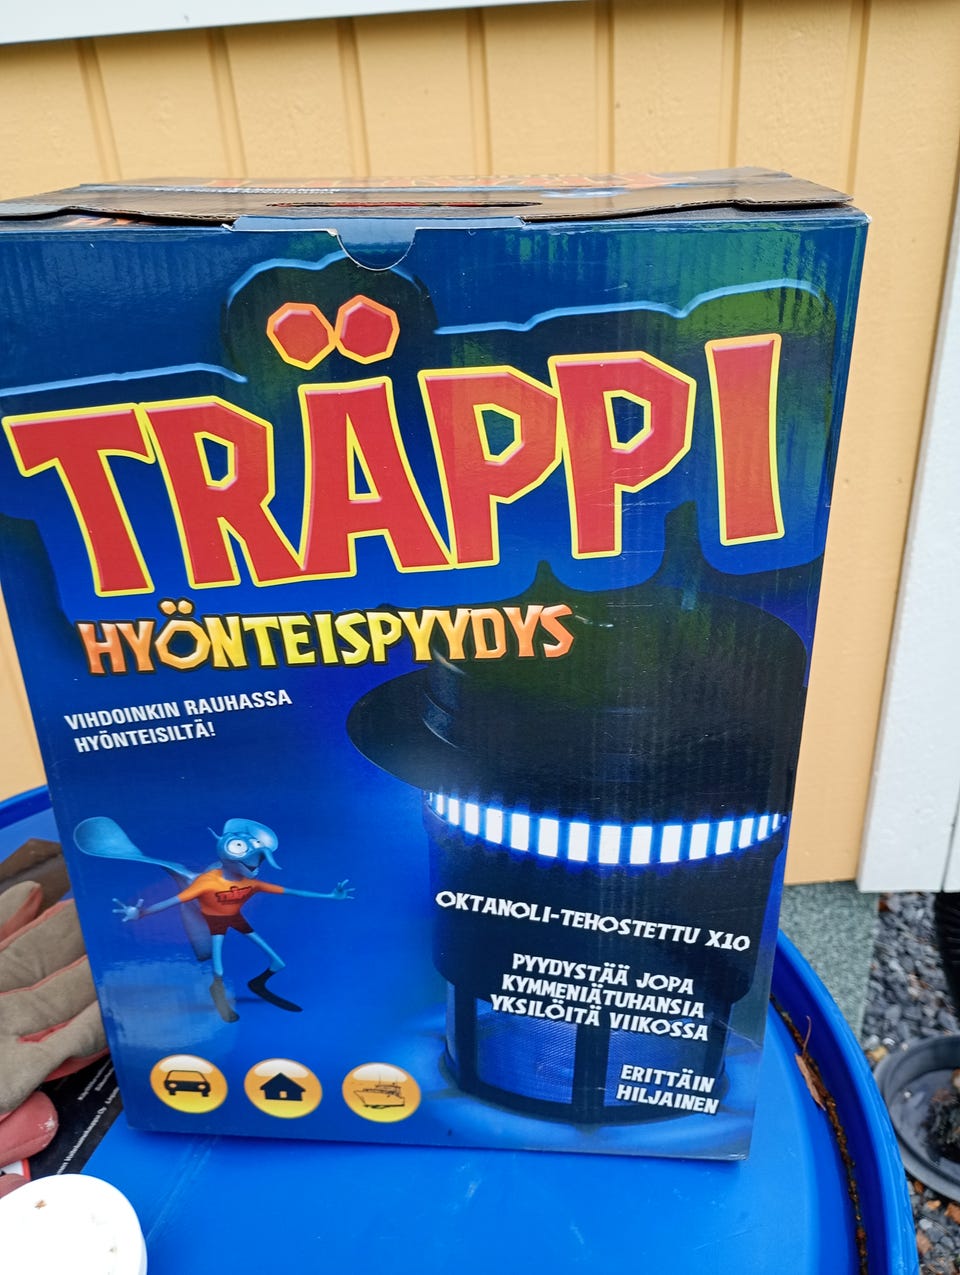 TRÄPPI
HYÖNTEISPYYDYS
VIHDOINKIN RAUHASSA
HYÖNTEISILTÄ!
OKTANOLI-TEHOSTETTU X10
PYYDYSTÄÄ JOPA
KYMMENIÄTUHANSIA
YKSILÖITÄ VIIKOSSA
ERITTÄIN
HILJAINEN